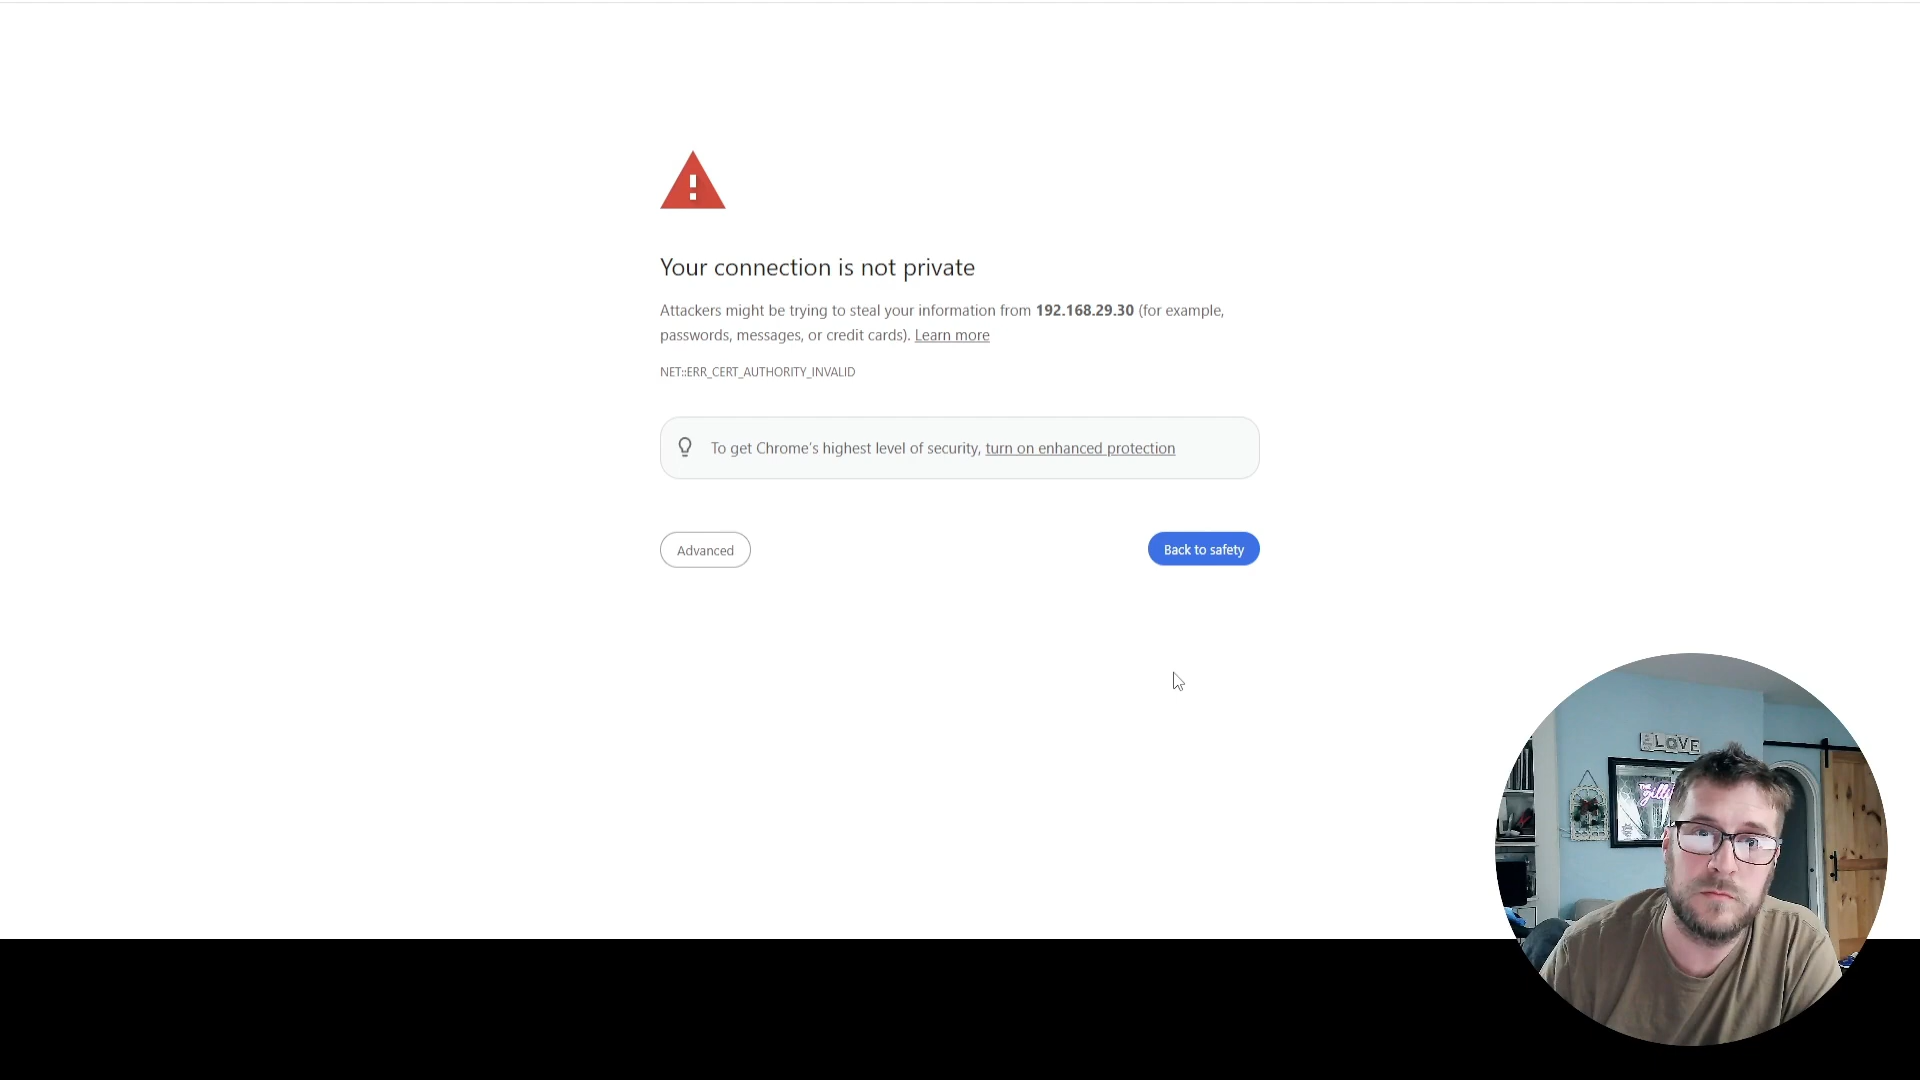 Your connection is not private
Attackers might be trying to steal your information from 192.168.29.30 (for example,
passwords, messages, or credit cards). Learn more
NET::ERR_CERT_AUTHORITY_INVALID
To get Chrome's highest level of security, turn on enhanced protection
Advanced
Back to safety
LOVE
THE